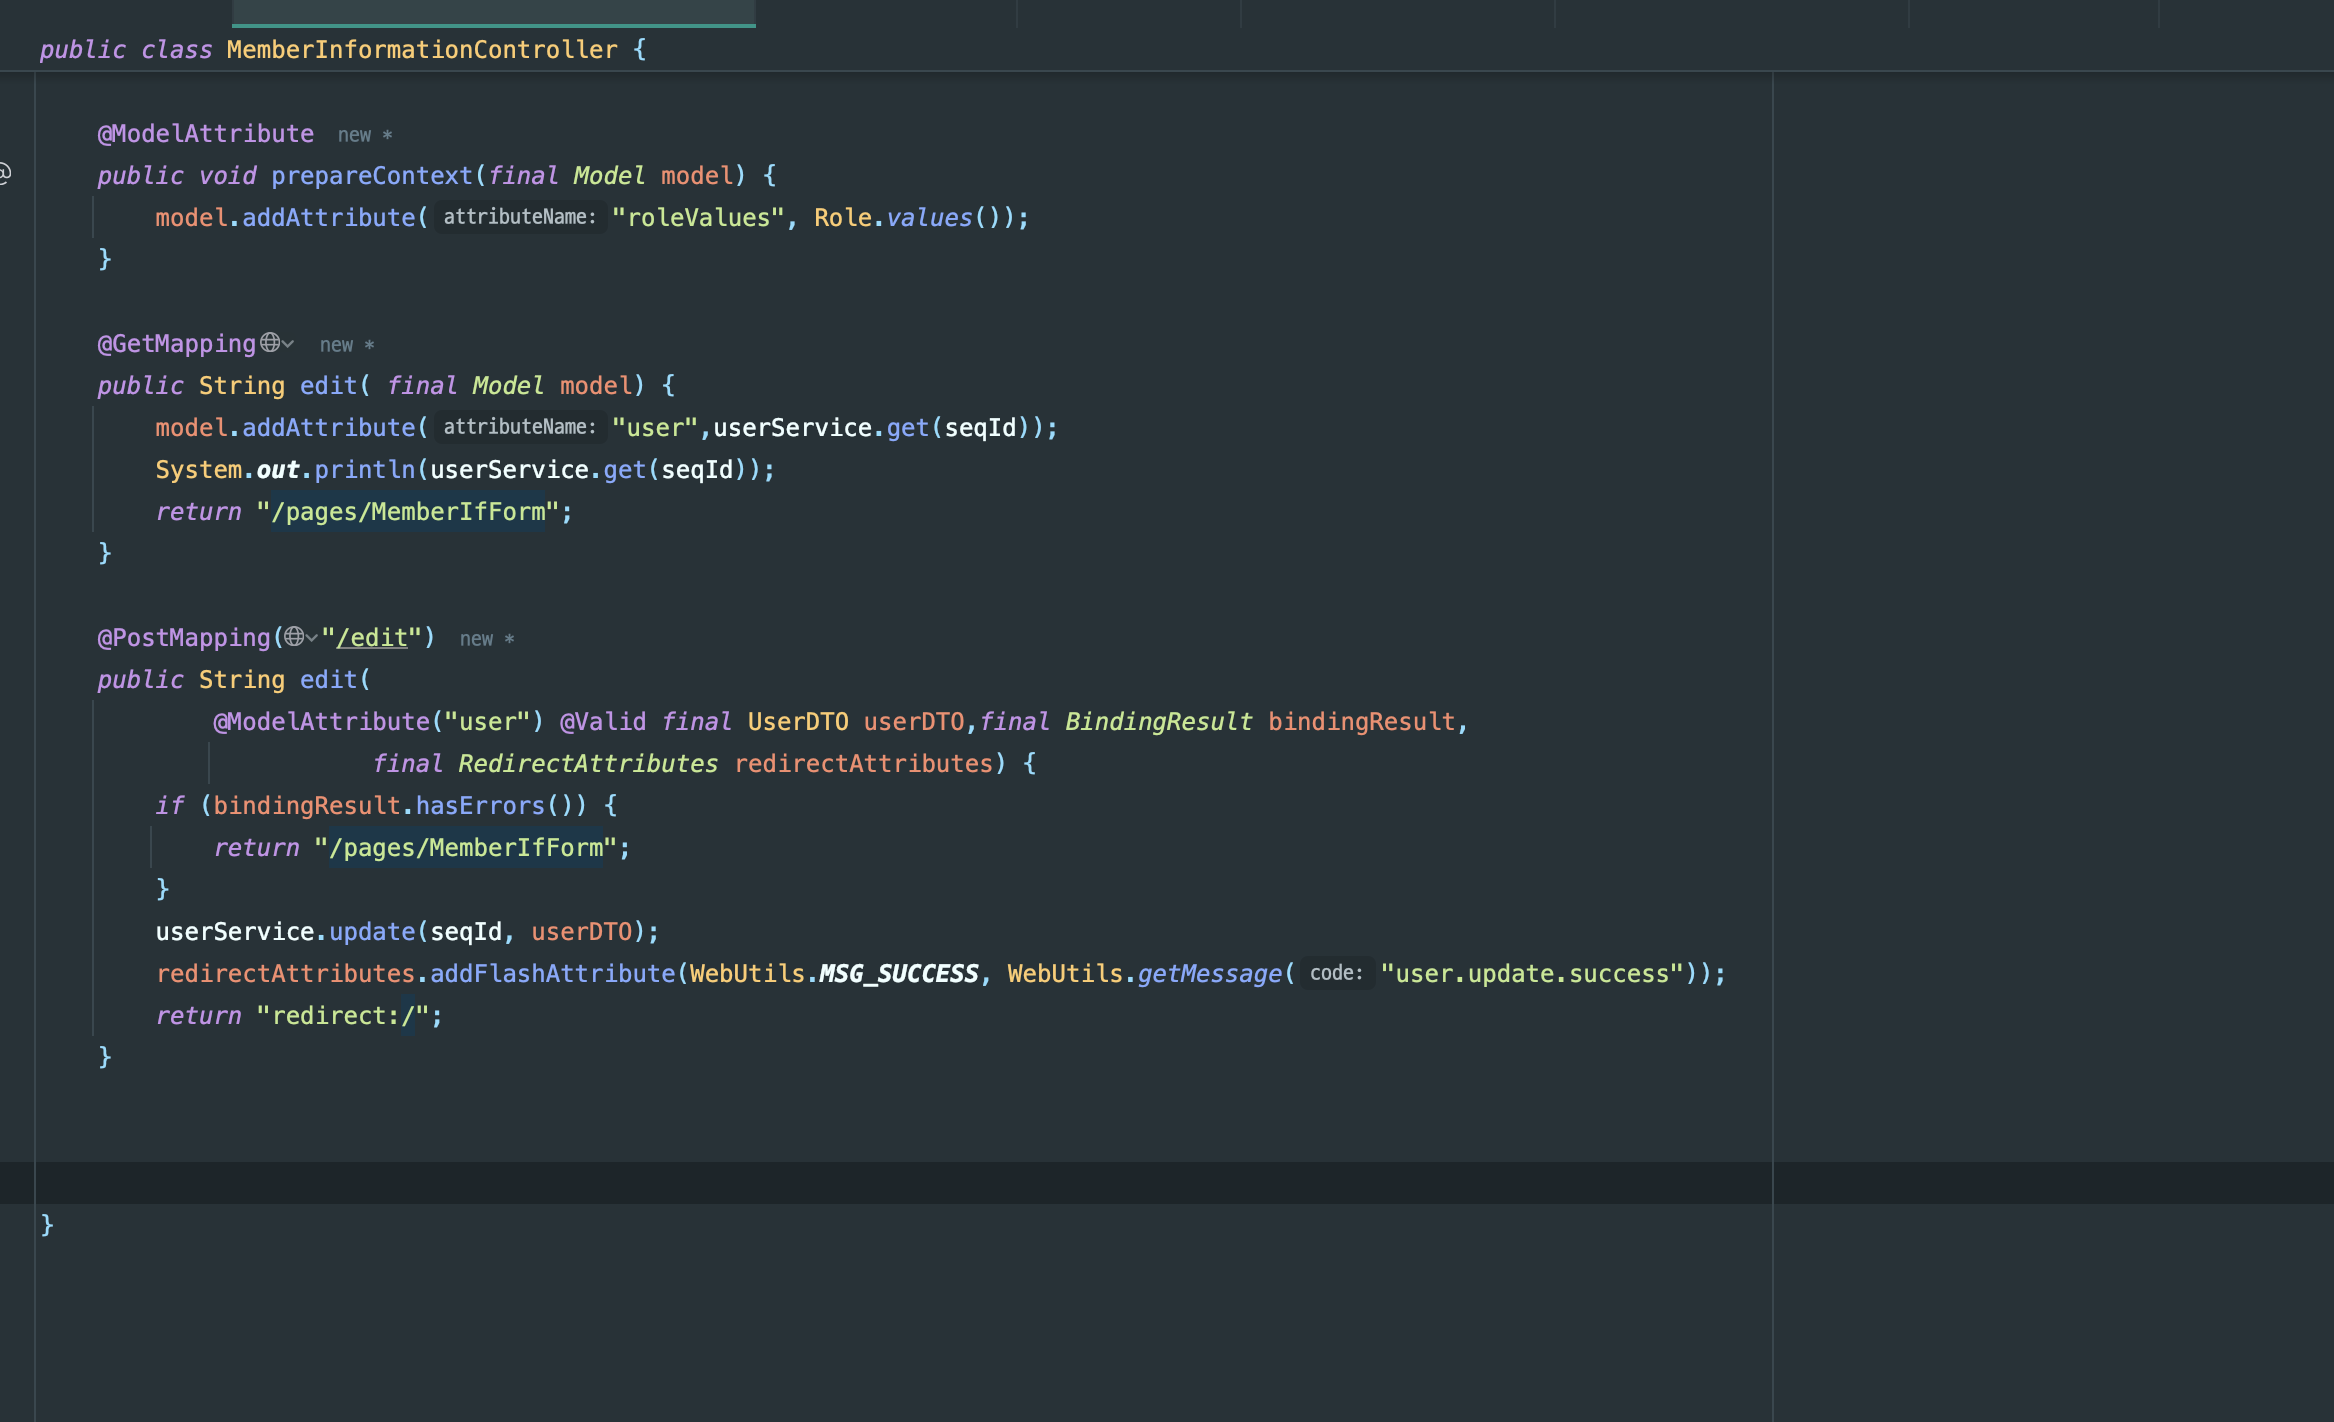 public class MemberInformationController {
@ModelAttribute new *
@
public void prepareContext(final Model model) {
model.addAttribute( attributeName: "roleValues", Role.values());
}
@GetMapping new *
public String edit( final Model model) {
model.addAttribute( attributeName: "user",userService.get(seqId));
System.out.println(userService.get(seqId));
return "/pages/MemberIfForm";
}
@PostMapping("/edit") new *
public String edit(
@ModelAttribute("user") @Valid final UserDTO userDTO,final BindingResult bindingResult,
final RedirectAttributes redirectAttributes) {
if (bindingResult.hasErrors()) {
return "/pages/MemberIfForm";
}
userService.update(seqId, userDTO);
redirectAttributes.addFlashAttribute(WebUtils.MSG_SUCCESS, WebUtils.getMessage( code: "user.update.success"));
return "redirect:/";
}
}